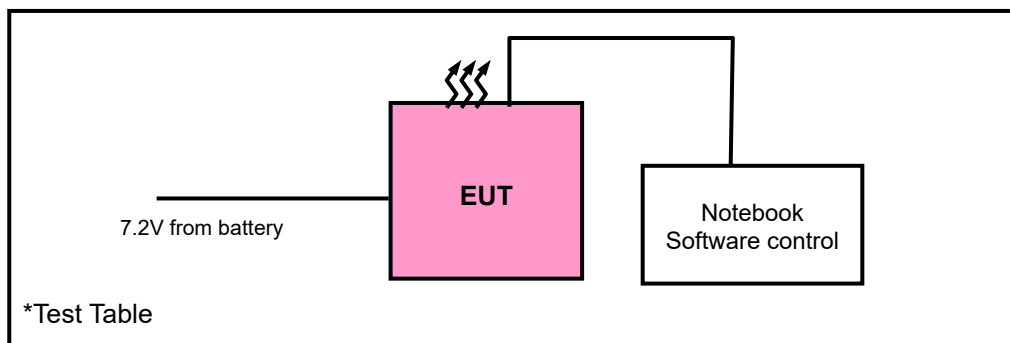 EUT
7.2V from battery
Notebook
Software control
*Test Table